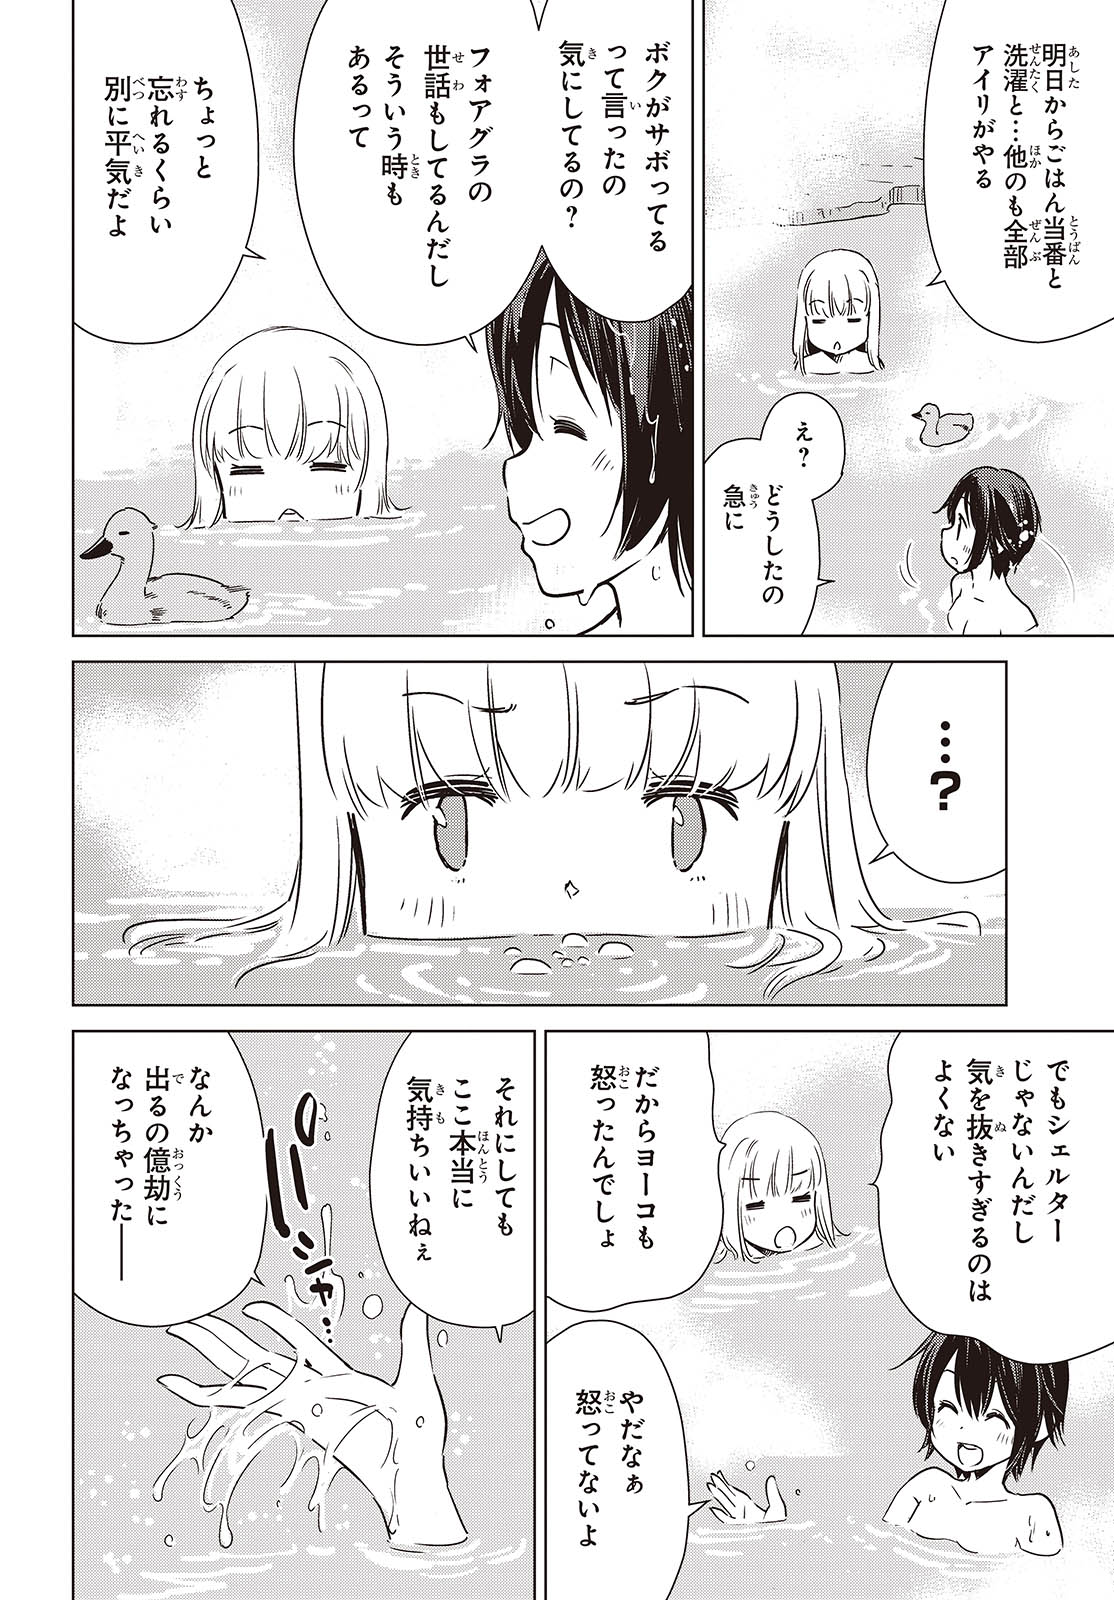 明日からごはん当番と
洗濯と…他のも全部
アイリがやる
え?
どうしたの
急に
ボクがサボってる
って言ったの
気にしてるの?
フォアグラの
世話もしてるんだし
そういう時も
あるって
ちょっと
忘れるくらい
別に平気だよ
…?
でもシェルター
じゃないんだし
気を抜きすぎるのは
よくない
だからヨーコも
怒ったんでしょ
やだなぁ
怒ってないよ
それにしても
ここ本当に
気持ちいいねぇ
パシャ…
なんか
出るの億劫に
なっちゃった──